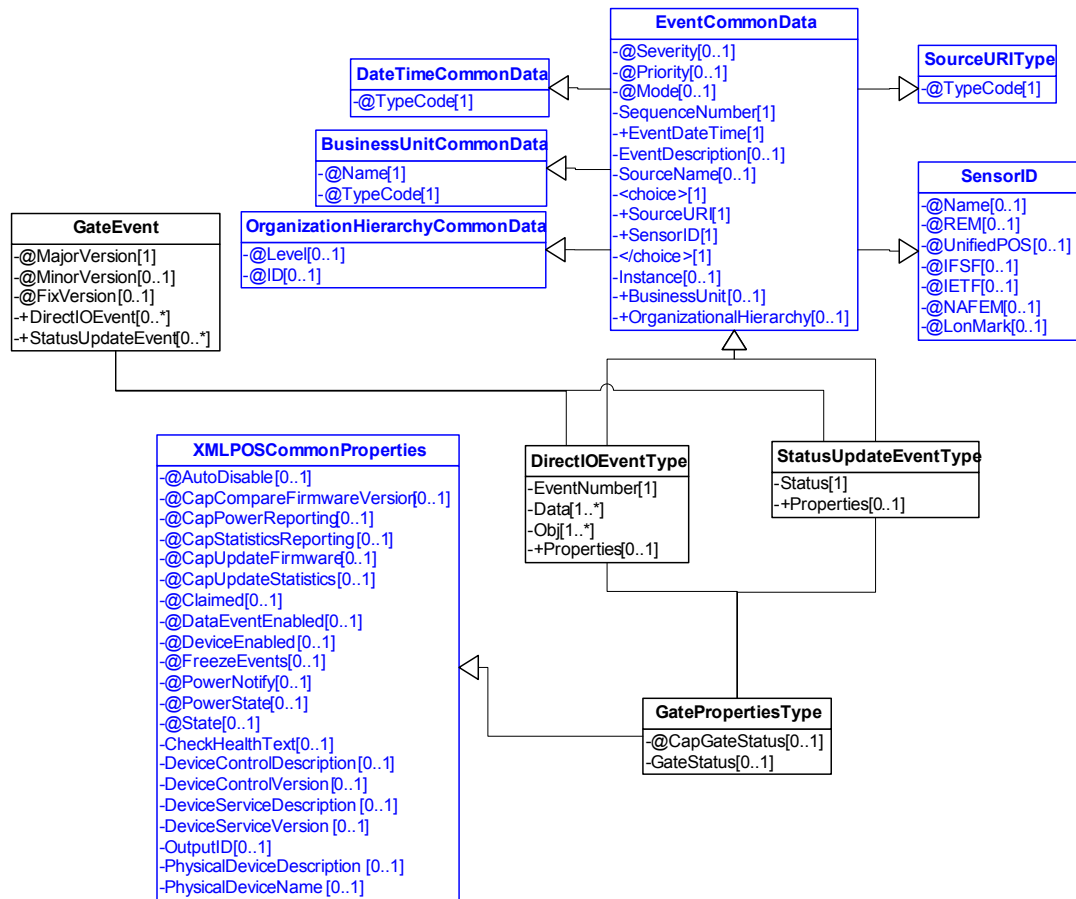 EventCommonData
-@Severity[0..1]
-@Priority[0..1]
-@Mode[0..1]
-SequenceNumber[1]
-+EventDateTime[1]
-EventDescription[0..1]
-SourceName[0..1]
-<choice>[1]
-+SourceURI[1]
-+SensorID[1]
-</choice>[1]
-Instance[0..1]
-+BusinessUnit[0..1]
-+OrganizationalHierarchy[0..1]
DateTimeCommonData
-@TypeCode[1]
SourceURIType
-@TypeCode[1]
BusinessUnitCommonData
-@Name[1]
-@TypeCode[1]
SensorID
-@Name[0..1]
-@REM[0..1]
-@UnifiedPOS[0..1]
-@IFSF[0..1]
-@IETF[0..1]
-@NAFEM[0..1]
-@LonMark[0..1]
OrganizationHierarchyCommonData
-@Level[0..1]
-@ID[0..1]
GateEvent
-@MajorVersion[1]
-@MinorVersion[0..1]
-@FixVersion[0..1]
-+DirectIOEvent[0..*]
-+StatusUpdateEvent[0..*]
XMLPOSCommonProperties
-@AutoDisable[0..1]
-@CapCompareFirmwareVersion[0..1]
-@CapPowerReporting[0..1]
-@CapStatisticsReporting[0..1]
-@CapUpdateFirmware[0..1]
-@CapUpdateStatistics[0..1]
-@Claimed[0..1]
-@DataEventEnabled[0..1]
-@DeviceEnabled[0..1]
-@FreezeEvents[0..1]
-@PowerNotify[0..1]
-@PowerState[0..1]
-@State[0..1]
-CheckHealthText[0..1]
-DeviceControlDescription[0..1]
-DeviceControlVersion[0..1]
-DeviceServiceDescription [0..1]
-DeviceServiceVersion [0..1]
-OutputID[0..1]
-PhysicalDeviceDescription [0..1]
-PhysicalDeviceName [0..1]
DirectIOEventType
-EventNumber[1]
-Data[1..*]
-Obj[1..*]
-+Properties[0..1]
StatusUpdateEventType
-Status[1]
-+Properties[0..1]
GatePropertiesType
-@CapGateStatus[0..1]
-GateStatus[0..1]